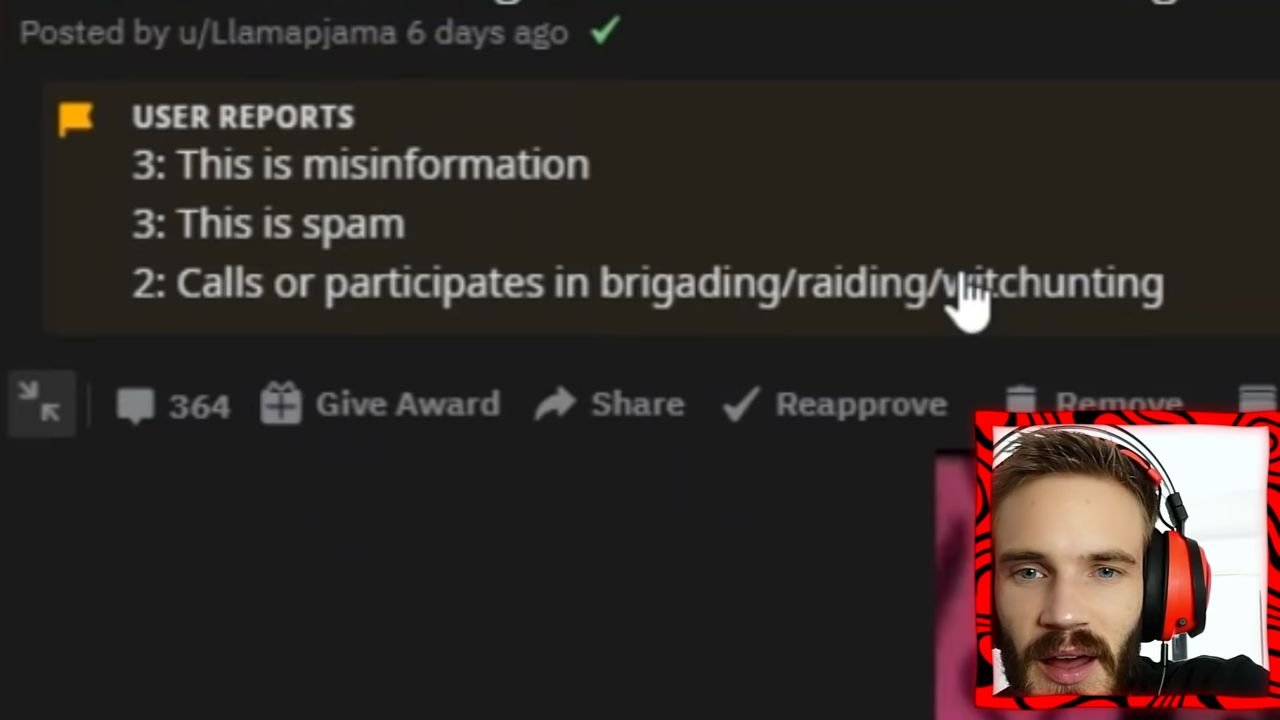 Posted by u/Llamapjama 6 days ago
USER REPORTS
3: This is misinformation
3: This is spam
2: Calls or participates in brigading/raiding/witchunting
364 Give Award Share Reapprove Remove